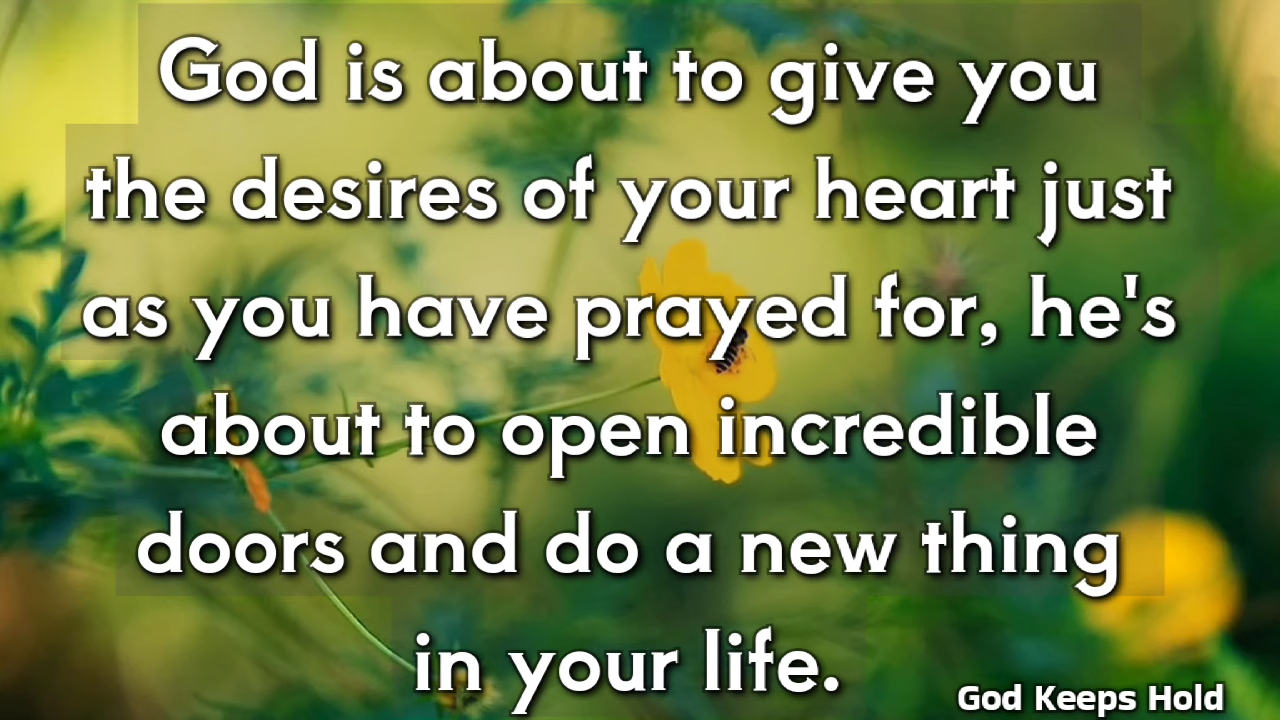 God is about to give you
the desires of your heart just
as you have prayed for, he's
about to open incredible
doors and do a new thing
in your life.
God Keeps Hold